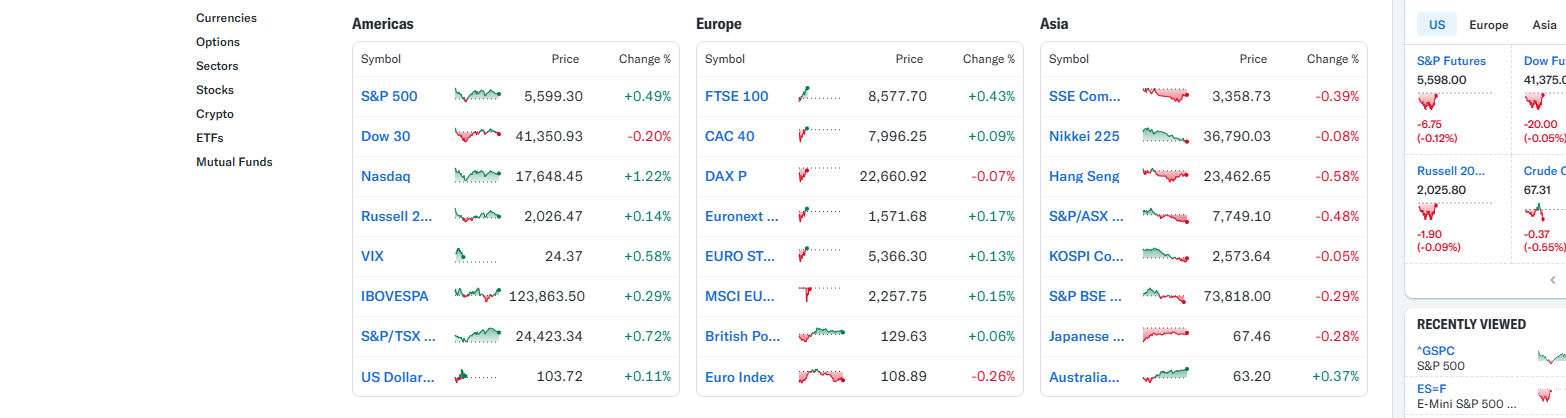 Currencies
Options
Sectors
Stocks
Crypto
ETFs
Mutual Funds
Americas
Symbol Price Change %
S&P 500 5,599.30 +0.49%
Dow 30 41,350.93 -0.20%
Nasdaq 17,648.45 +1.22%
Russell 2... 2,026.47 +0.14%
VIX 24.37 +0.58%
IBOVESPA 123,863.50 +0.29%
S&P/TSX ... 24,423.34 +0.72%
US Dollar... 103.72 +0.11%
Europe
Symbol Price Change %
FTSE 100 8,577.70 +0.43%
CAC 40 7,996.25 +0.09%
DAX P 22,660.92 -0.07%
Euronext ... 1,571.68 +0.17%
EURO ST... 5,366.30 +0.13%
MSCI EU... 2,257.75 +0.15%
British Po... 129.63 +0.06%
Euro Index 108.89 -0.26%
Asia
Symbol Price Change %
SSE Com... 3,358.73 -0.39%
Nikkei 225 36,790.03 -0.08%
Hang Seng 23,462.65 -0.58%
S&P/ASX ... 7,749.10 -0.48%
KOSPI Co... 2,573.64 -0.05%
S&P BSE ... 73,818.00 -0.29%
Japanese ... 67.46 -0.28%
Australia... 63.20 +0.37%
US Europe Asia
S&P Futures Dow Fu
5,598.00 41,375.0
-6.75 -20.00
(-0.12%) (-0.05%)
Russell 20... Crude O
2,025.80 67.31
-1.90 -0.37
(-0.09%) (-0.55%)
RECENTLY VIEWED
^GSPC
S&P 500
ES=F
E-Mini S&P 500 ...